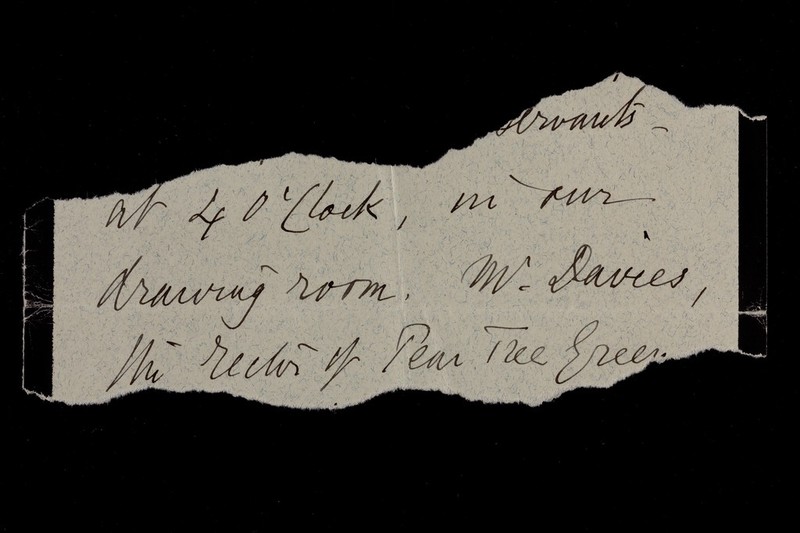 servants -
at 4 O'Clock, in our
drawing room. Mr. Davies,
the rector of Pear Tree Green